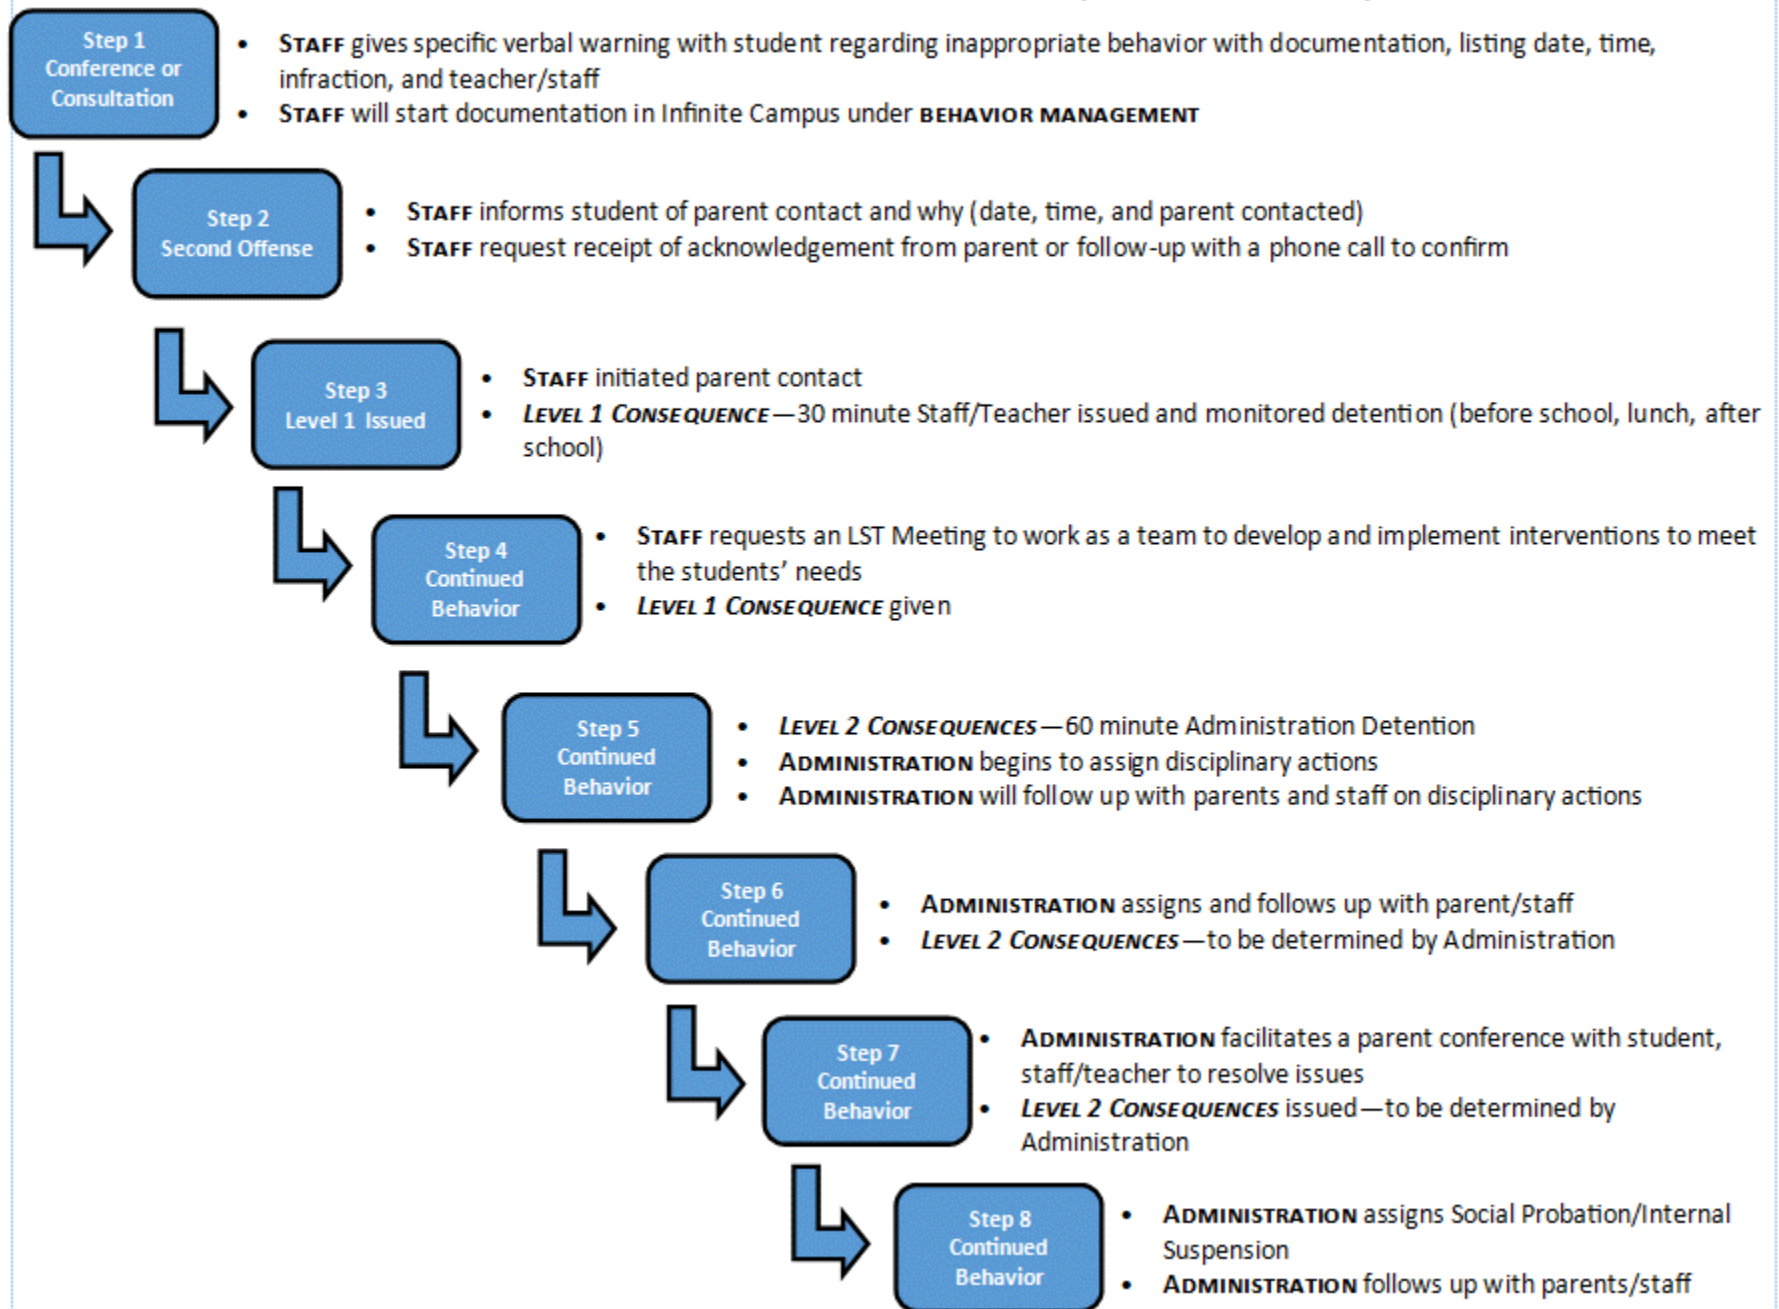 Step 1
Conference or
Consultation
• STAFF gives specific verbal warning with student regarding inappropriate behavior with documentation, listing date, time,
infraction, and teacher/staff
• STAFF will start documentation in Infinite Campus under BEHAVIOR MANAGEMENT
Step 2
Second Offense
• STAFF informs student of parent contact and why (date, time, and parent contacted)
• STAFF request receipt of acknowledgement from parent or follow-up with a phone call to confirm
Step 3
Level 1 Issued
• STAFF initiated parent contact
• LEVEL 1 CONSEQUENCE—30 minute Staff/Teacher issued and monitored detention (before school, lunch, after
school)
Step 4
Continued
Behavior
• STAFF requests an LST Meeting to work as a team to develop and implement interventions to meet
the students’ needs
• LEVEL 1 CONSEQUENCE given
Step 5
Continued
Behavior
• LEVEL 2 CONSEQUENCES—60 minute Administration Detention
• ADMINISTRATION begins to assign disciplinary actions
• ADMINISTRATION will follow up with parents and staff on disciplinary actions
Step 6
Continued
Behavior
• ADMINISTRATION assigns and follows up with parent/staff
• LEVEL 2 CONSEQUENCES—to be determined by Administration
Step 7
Continued
Behavior
• ADMINISTRATION facilitates a parent conference with student,
staff/teacher to resolve issues
• LEVEL 2 CONSEQUENCES issued—to be determined by
Administration
Step 8
Continued
Behavior
• ADMINISTRATION assigns Social Probation/Internal
Suspension
• ADMINISTRATION follows up with parents/staff